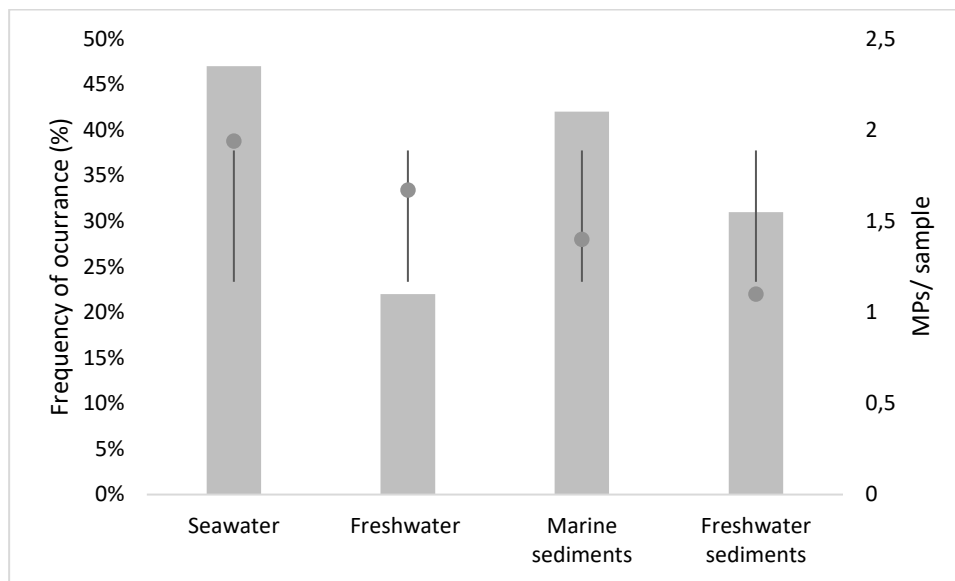 50%
45%
40%
35%
30%
25%
20%
15%
10%
5%
0%
Frequency of ocurrance (%)
2,5
2
1,5
1
0,5
0
MPs/ sample
Seawater
Freshwater
Marine
sediments
Freshwater
sediments